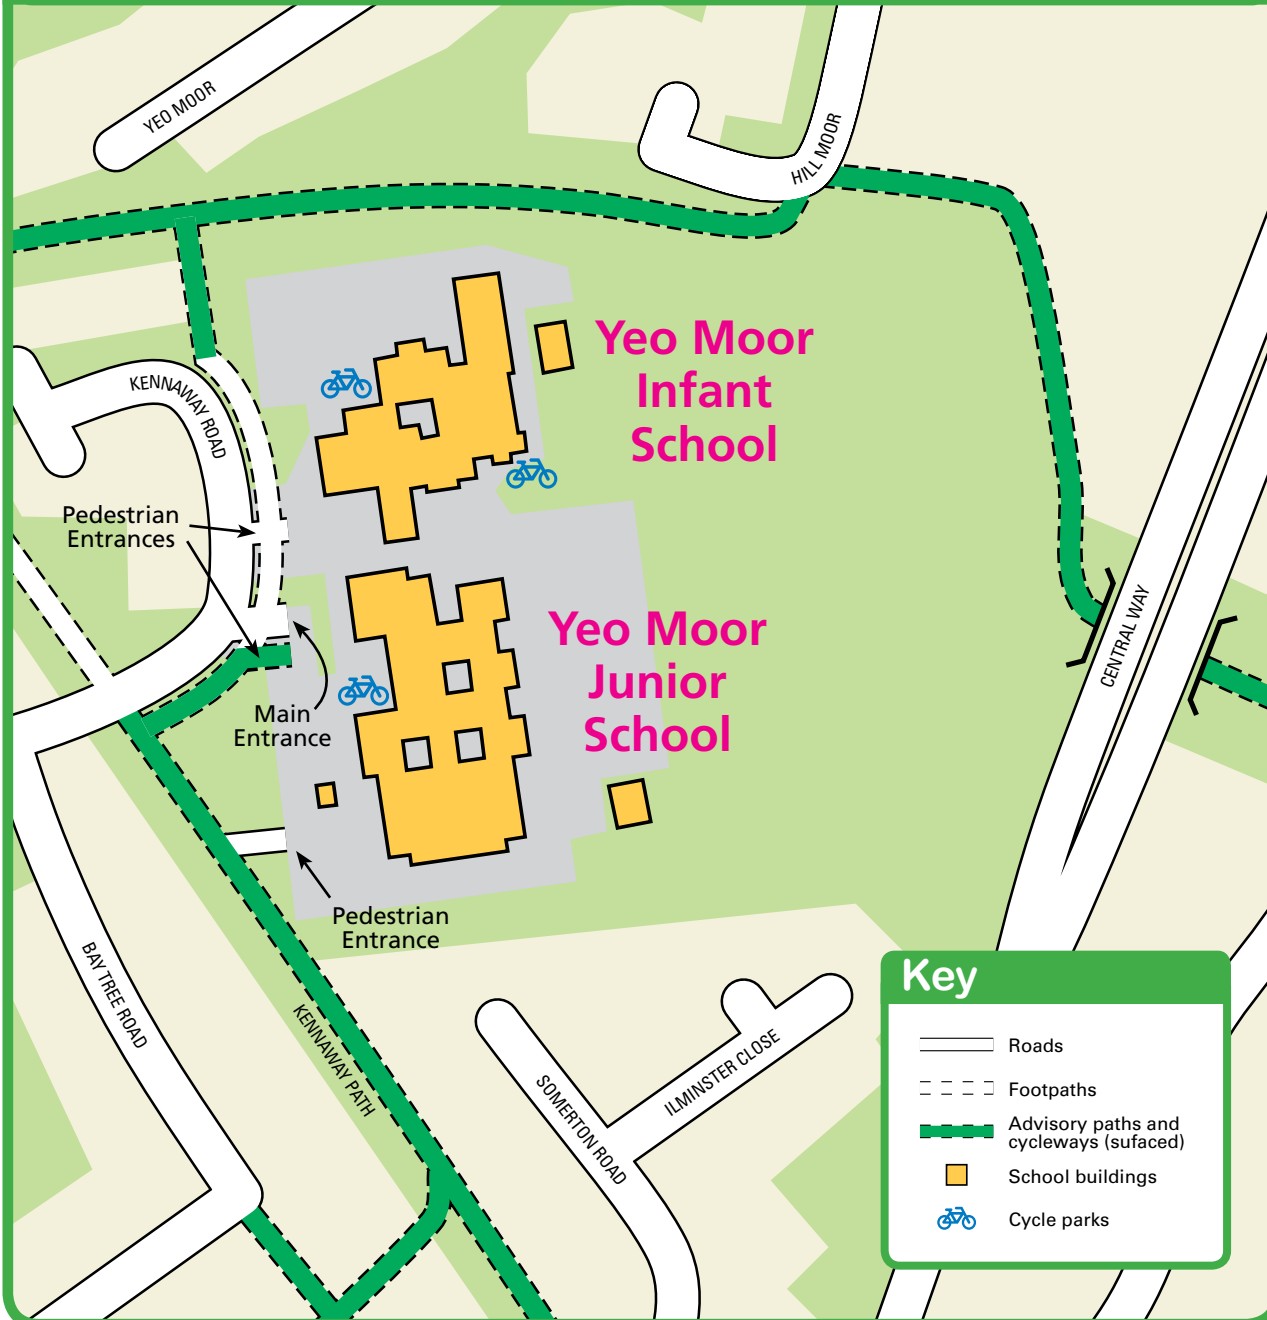 YEO MOOR
HILL MOOR
Yeo Moor
Infant
School
KENNAWAY ROAD
Pedestrian
Entrances
Yeo Moor
Junior
School
CENTRAL WAY
Main
Entrance
Pedestrian
Entrance
BAY TREE ROAD
KENNAWAY PATH
SOMERTON ROAD
ILMINSTER CLOSE
Key
Roads
Footpaths
Advisory paths and
cycleways (sufaced)
School buildings
Cycle parks